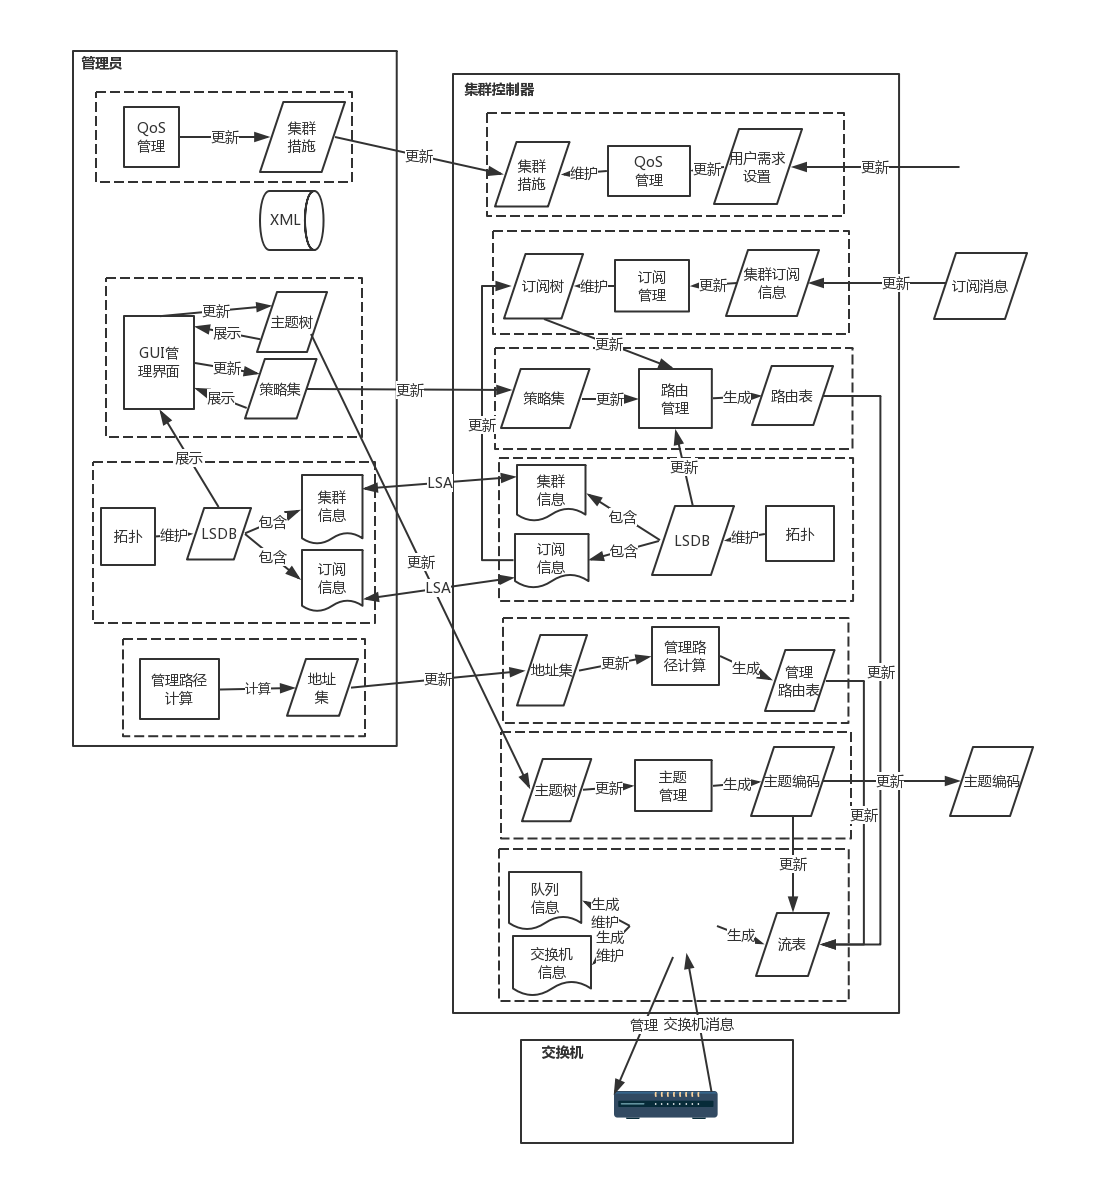 管理员
QoS
管理
更新
集群
措施
XML
更新
GUI管
理界面
更新
展示
主题树
更新
展示
策略集
展示
拓扑
维护
LSDB
包含
包含
集群
信息
订阅
信息
管理路径
计算
计算
地址
集
更新
更新
LSA
更新
LSA
更新
集群控制器
集群
措施
维护
QoS
管理
更新
用户需求
设置
更新
订阅树
维护
订阅
管理
更新
集群订阅
信息
更新
订阅消息
更新
策略集
更新
路由
管理
生成
路由表
更新
更新
集群
信息
包含
订阅
信息
包含
LSDB
维护
拓扑
地址集
更新
管理路
径计算
生成
管理
路由表
更新
主题树
更新
主题
管理
生成
主题编码
更新
主题编码
更新
更新
队列
信息
生成
维护
生成
维护
交换机
信息
生成
流表
管理
交换机消息
交换机